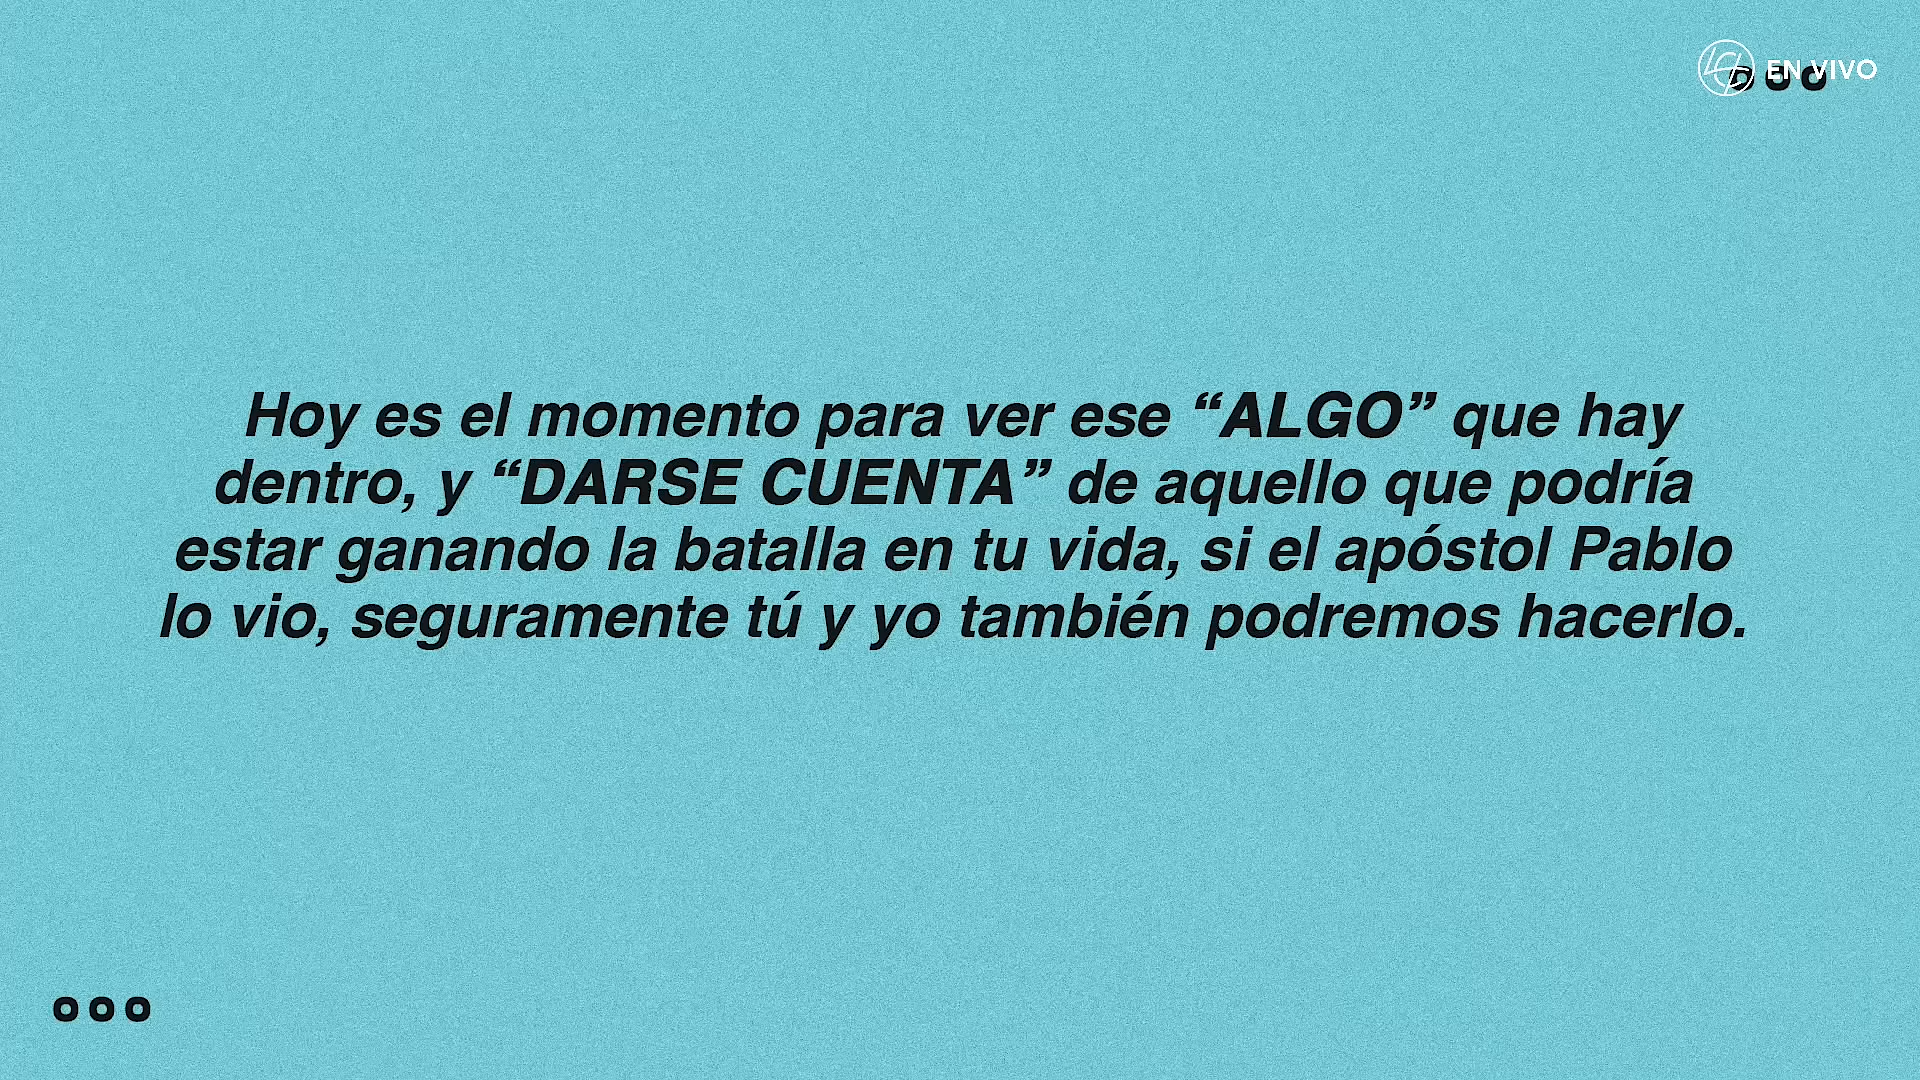 EN VIVO
Hoy es el momento para ver ese “ALGO” que hay
dentro, y “DARSE CUENTA” de aquello que podría
estar ganando la batalla en tu vida, si el apóstol Pablo
lo vio, seguramente tú y yo también podremos hacerlo.